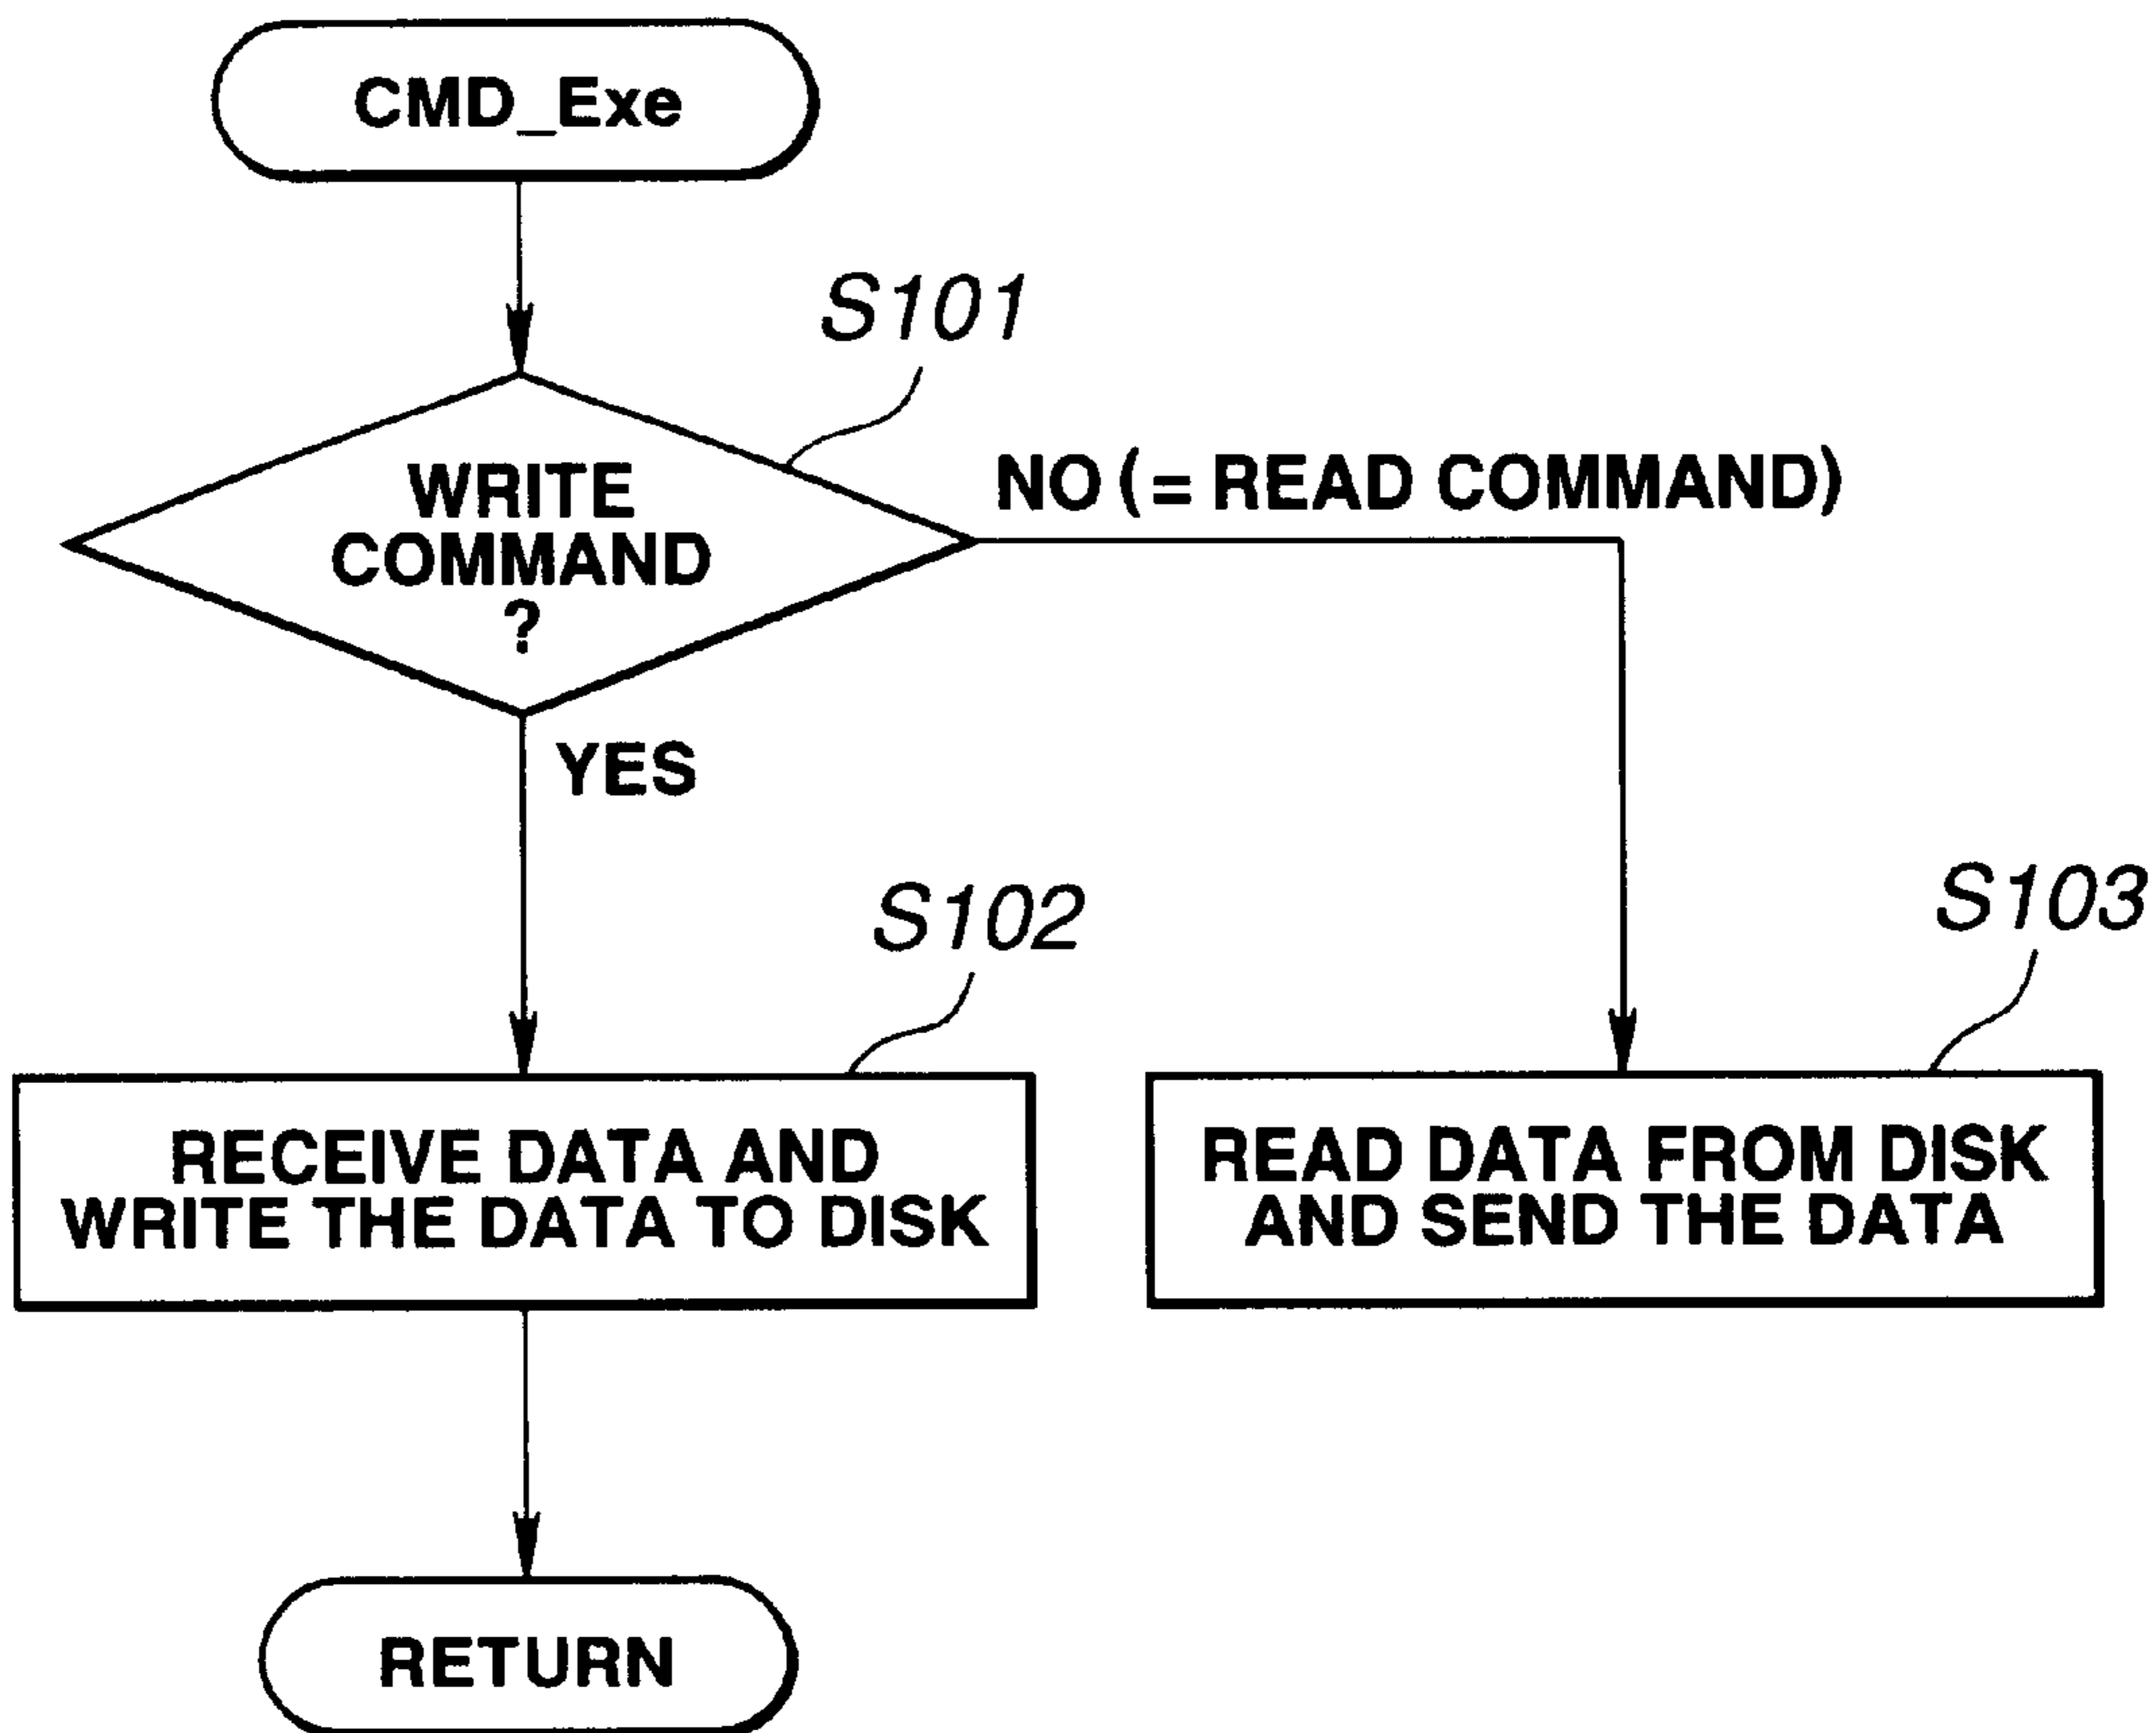 CMD_Exe
S101
WRITE
COMMAND
?
NO (= READ COMMAND)
YES
S102
S103
RECEIVE DATA AND
WRITE THE DATA TO DISK
READ DATA FROM DISK
AND SEND THE DATA
RETURN